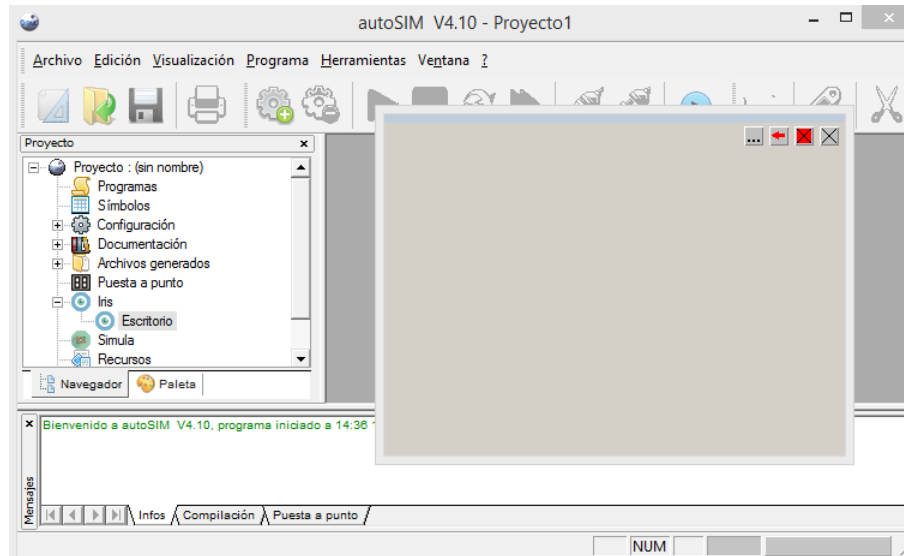 autoSIM V4.10 - Proyecto1
Archivo Edición Visualización Programa Herramientas Ventana ?
Proyecto
Proyecto : (sin nombre)
Programas
Símbolos
Configuración
Documentación
Archivos generados
Puesta a punto
Iris
Escritorio
Simula
Recursos
Navegador Paleta
...
Bienvenido a autoSIM V4.10, programa iniciado a 14:36
Mensajes
Infos Compilación Puesta a punto
NUM